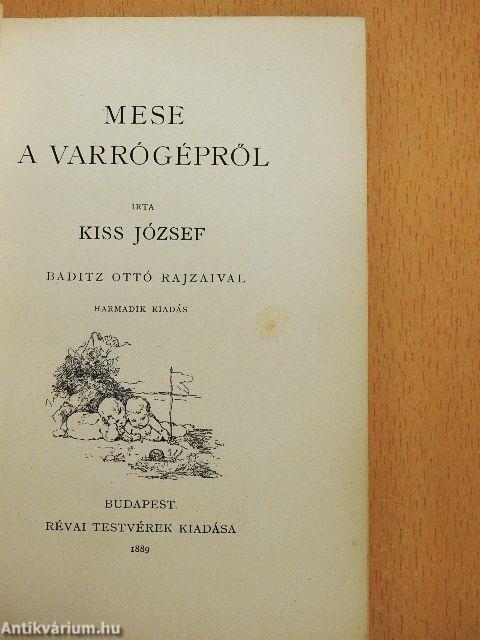 MESE
A VARRÓGÉPRŐL
IRTA
KISS JÓZSEF
BADITZ OTTÓ RAJZAIVAL
HARMADIK KIADÁS
BUDAPEST.
RÉVAI TESTVÉREK KIADÁSA
1889
Antikvárium.hu